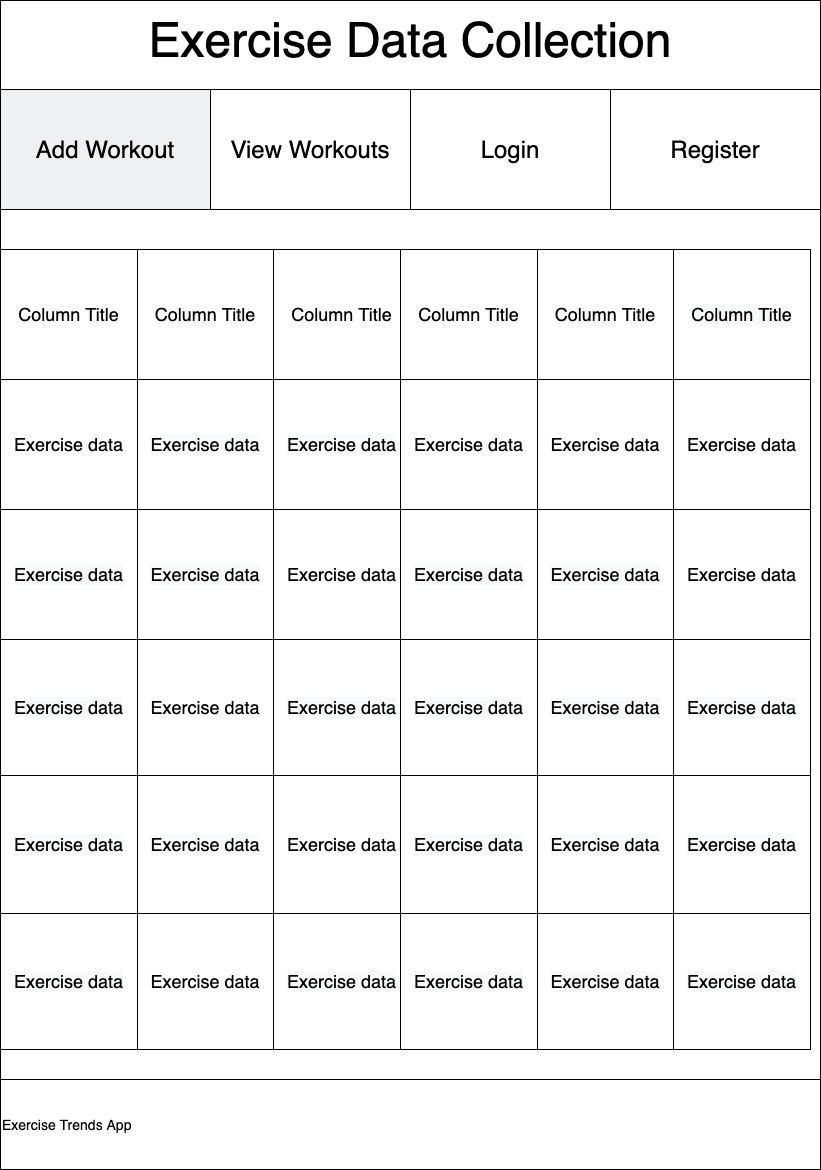 Exercise Data Collection
Add Workout View Workouts Login Register
Column Title Column Title Column Title Column Title Column Title Column Title
Exercise data Exercise data Exercise data Exercise data Exercise data Exercise data
Exercise data Exercise data Exercise data Exercise data Exercise data Exercise data
Exercise data Exercise data Exercise data Exercise data Exercise data Exercise data
Exercise data Exercise data Exercise data Exercise data Exercise data Exercise data
Exercise data Exercise data Exercise data Exercise data Exercise data Exercise data
Exercise Trends App